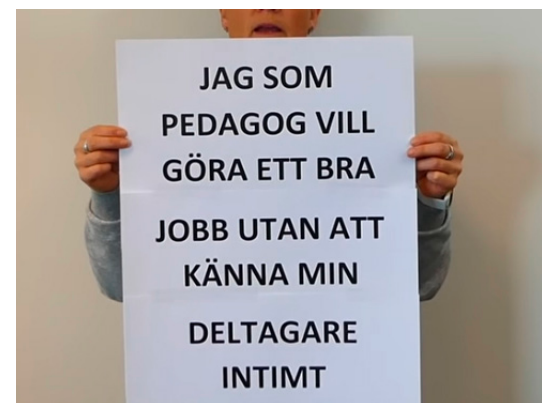 JAG SOM
PEDAGOG VILL
GÖRA ETT BRA
JOBB UTAN ATT
KÄNNA MIN
DELTAGARE
INTIMT